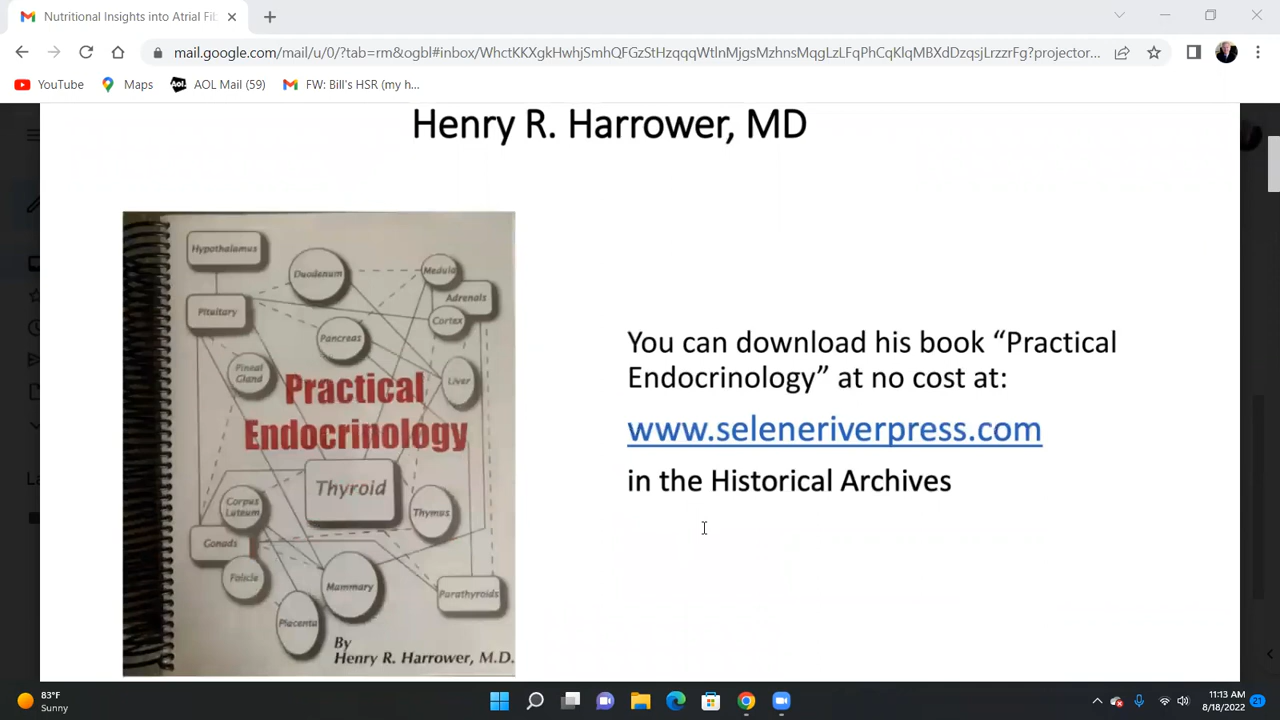 Nutritional Insights into Atrial Fib
mail.google.com/mail/u/0/?tab=rm&ogbl#inbox/WhctKKXgkHwhjSmhQFGzStHzqqqWtlnMjgsMzhnsMqgLzLFqPhCqKlqMBXdDzqsjLrzzrFg?projector...
YouTube
Maps
AOL Mail (59)
FW: Bill's HSR (my h...
Henry R. Harrower, MD
Hypothalamus
Duodenum
Medula
Adrenals
Pituitary
Cortex
Pancreas
Pineal
Gland
Liver
Practical
Endocrinology
Thyroid
Corpus
Luteum
Thymus
Gonads
Folicle
Mammary
Parathyroids
Placenta
By
Henry R. Harrower, M.D.
You can download his book “Practical
Endocrinology” at no cost at:
www.seleneriverpress.com
in the Historical Archives
83°F
Sunny
11:13 AM
8/18/2022
21